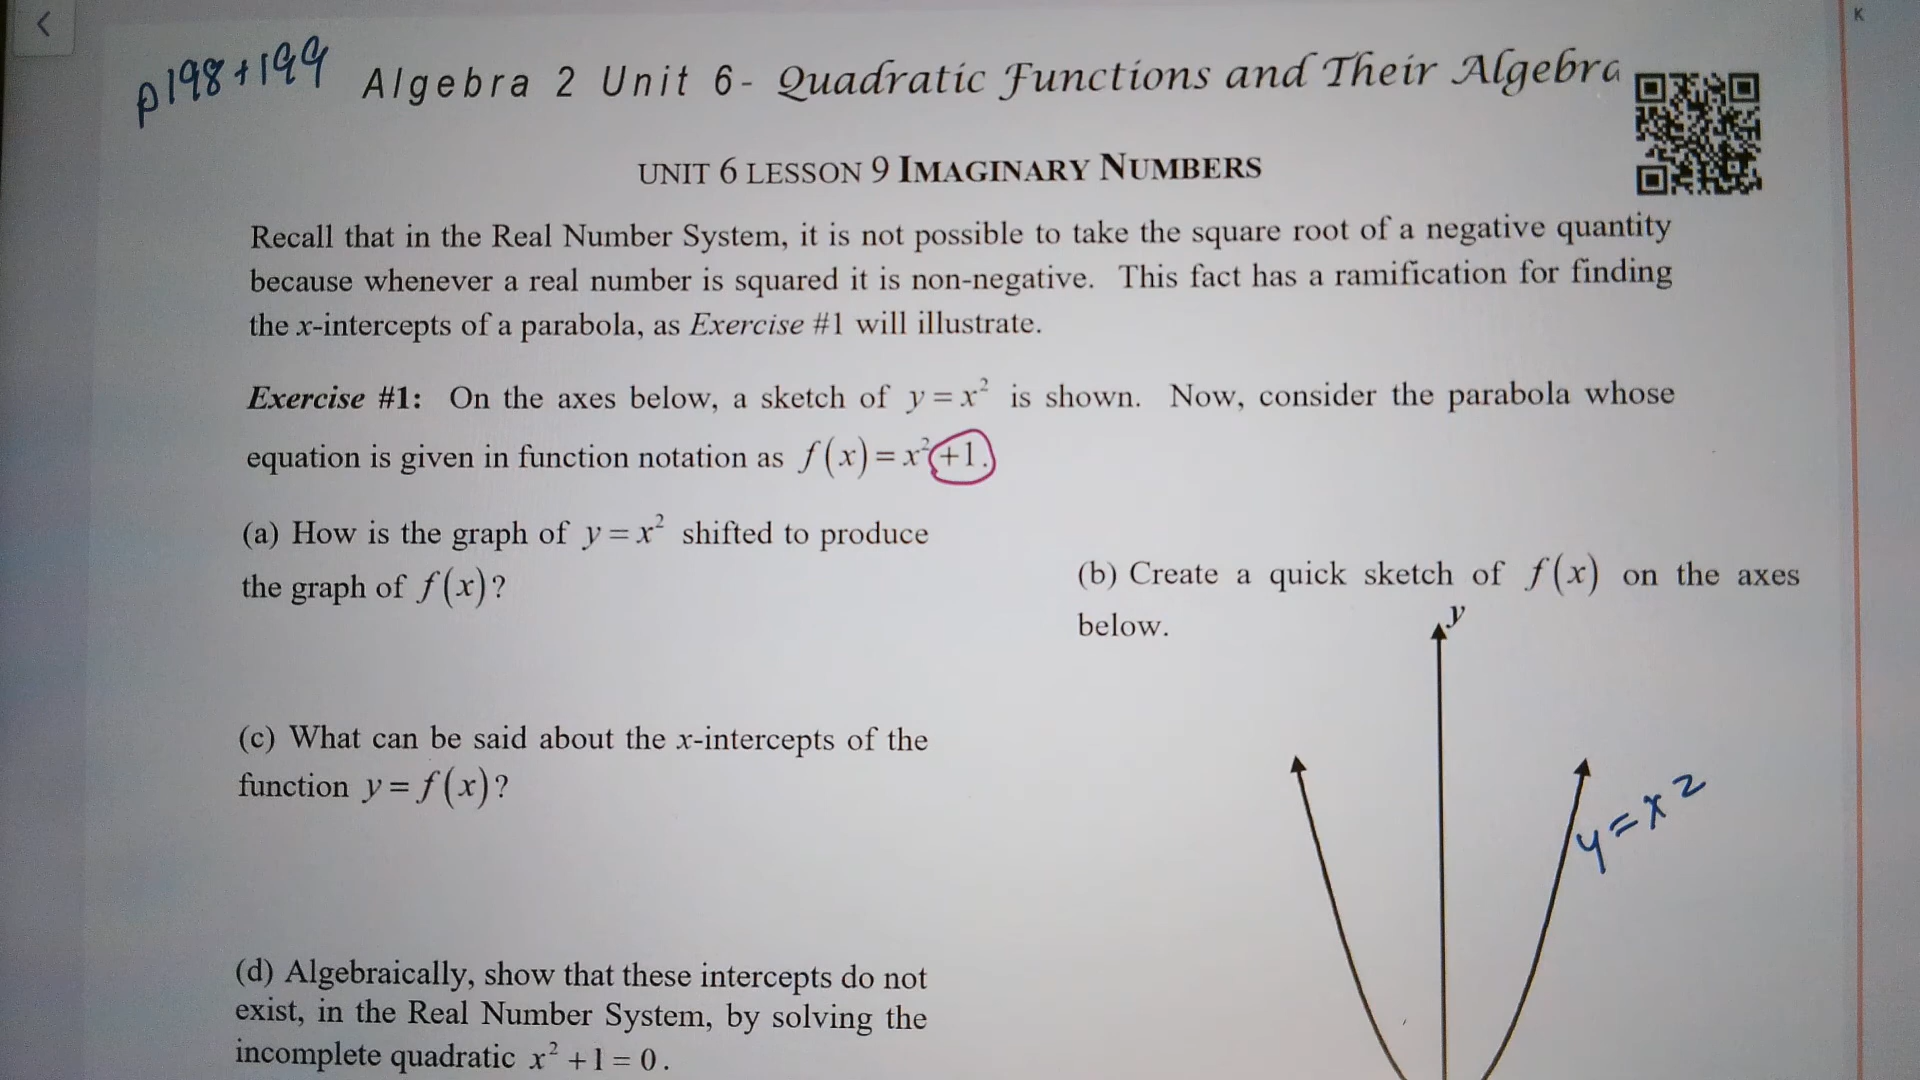 K
p198+199
Algebra 2 Unit 6- Quadratic Functions and Their Algebra
UNIT 6 LESSON 9 IMAGINARY NUMBERS
Recall that in the Real Number System, it is not possible to take the square root of a negative quantity
because whenever a real number is squared it is non-negative. This fact has a ramification for finding
the x-intercepts of a parabola, as Exercise #1 will illustrate.
Exercise #1: On the axes below, a sketch of y = x² is shown. Now, consider the parabola whose
equation is given in function notation as f(x) = x² +1.
(a) How is the graph of y = x² shifted to produce
the graph of f(x)?
(b) Create a quick sketch of f(x) on the axes
below.
y
(c) What can be said about the x-intercepts of the
function y = f(x)?
y=x²
(d) Algebraically, show that these intercepts do not
exist, in the Real Number System, by solving the
incomplete quadratic x² +1 = 0.